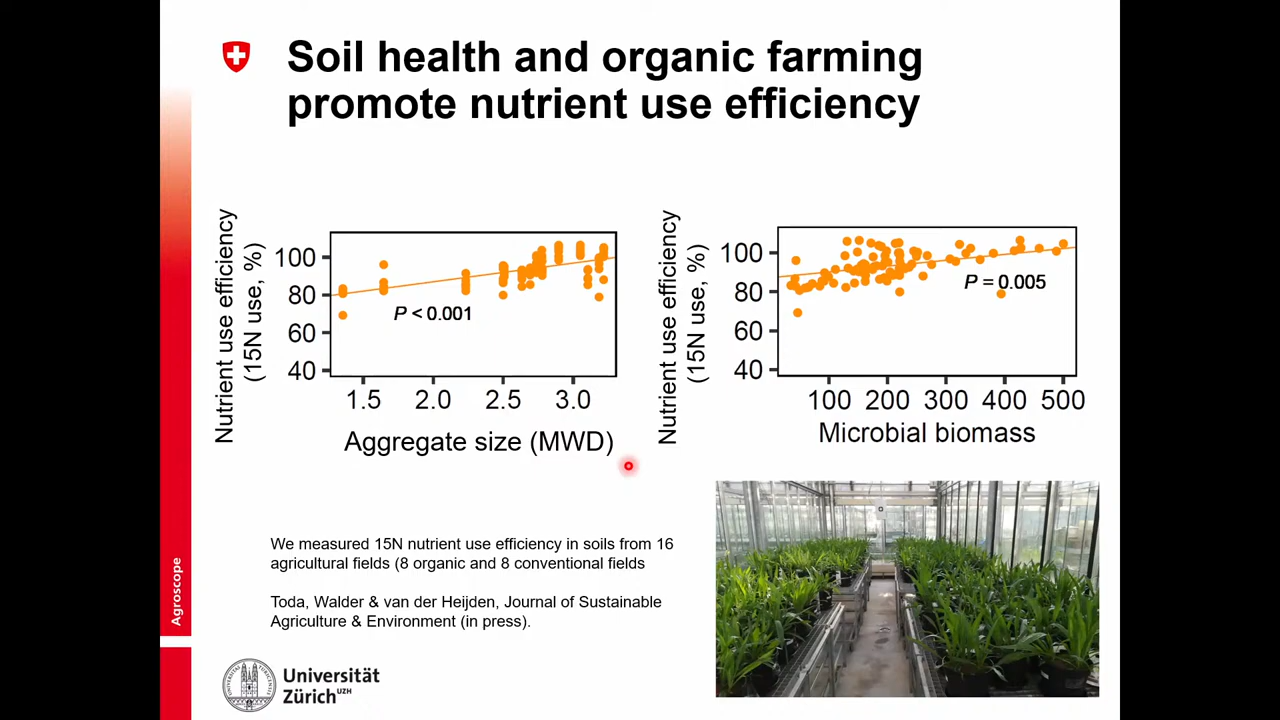 Soil health and organic farming
promote nutrient use efficiency
Nutrient use efficiency
(15N use, %)
100
80
60
40
P < 0.001
1.5 2.0 2.5 3.0
Aggregate size (MWD)
Nutrient use efficiency
(15N use, %)
100
80
60
40
P = 0.005
100 200 300 400 500
Microbial biomass
We measured 15N nutrient use efficiency in soils from 16
agricultural fields (8 organic and 8 conventional fields
Toda, Walder & van der Heijden, Journal of Sustainable
Agriculture & Environment (in press).
Agroscope
Universität
Zürich UZH